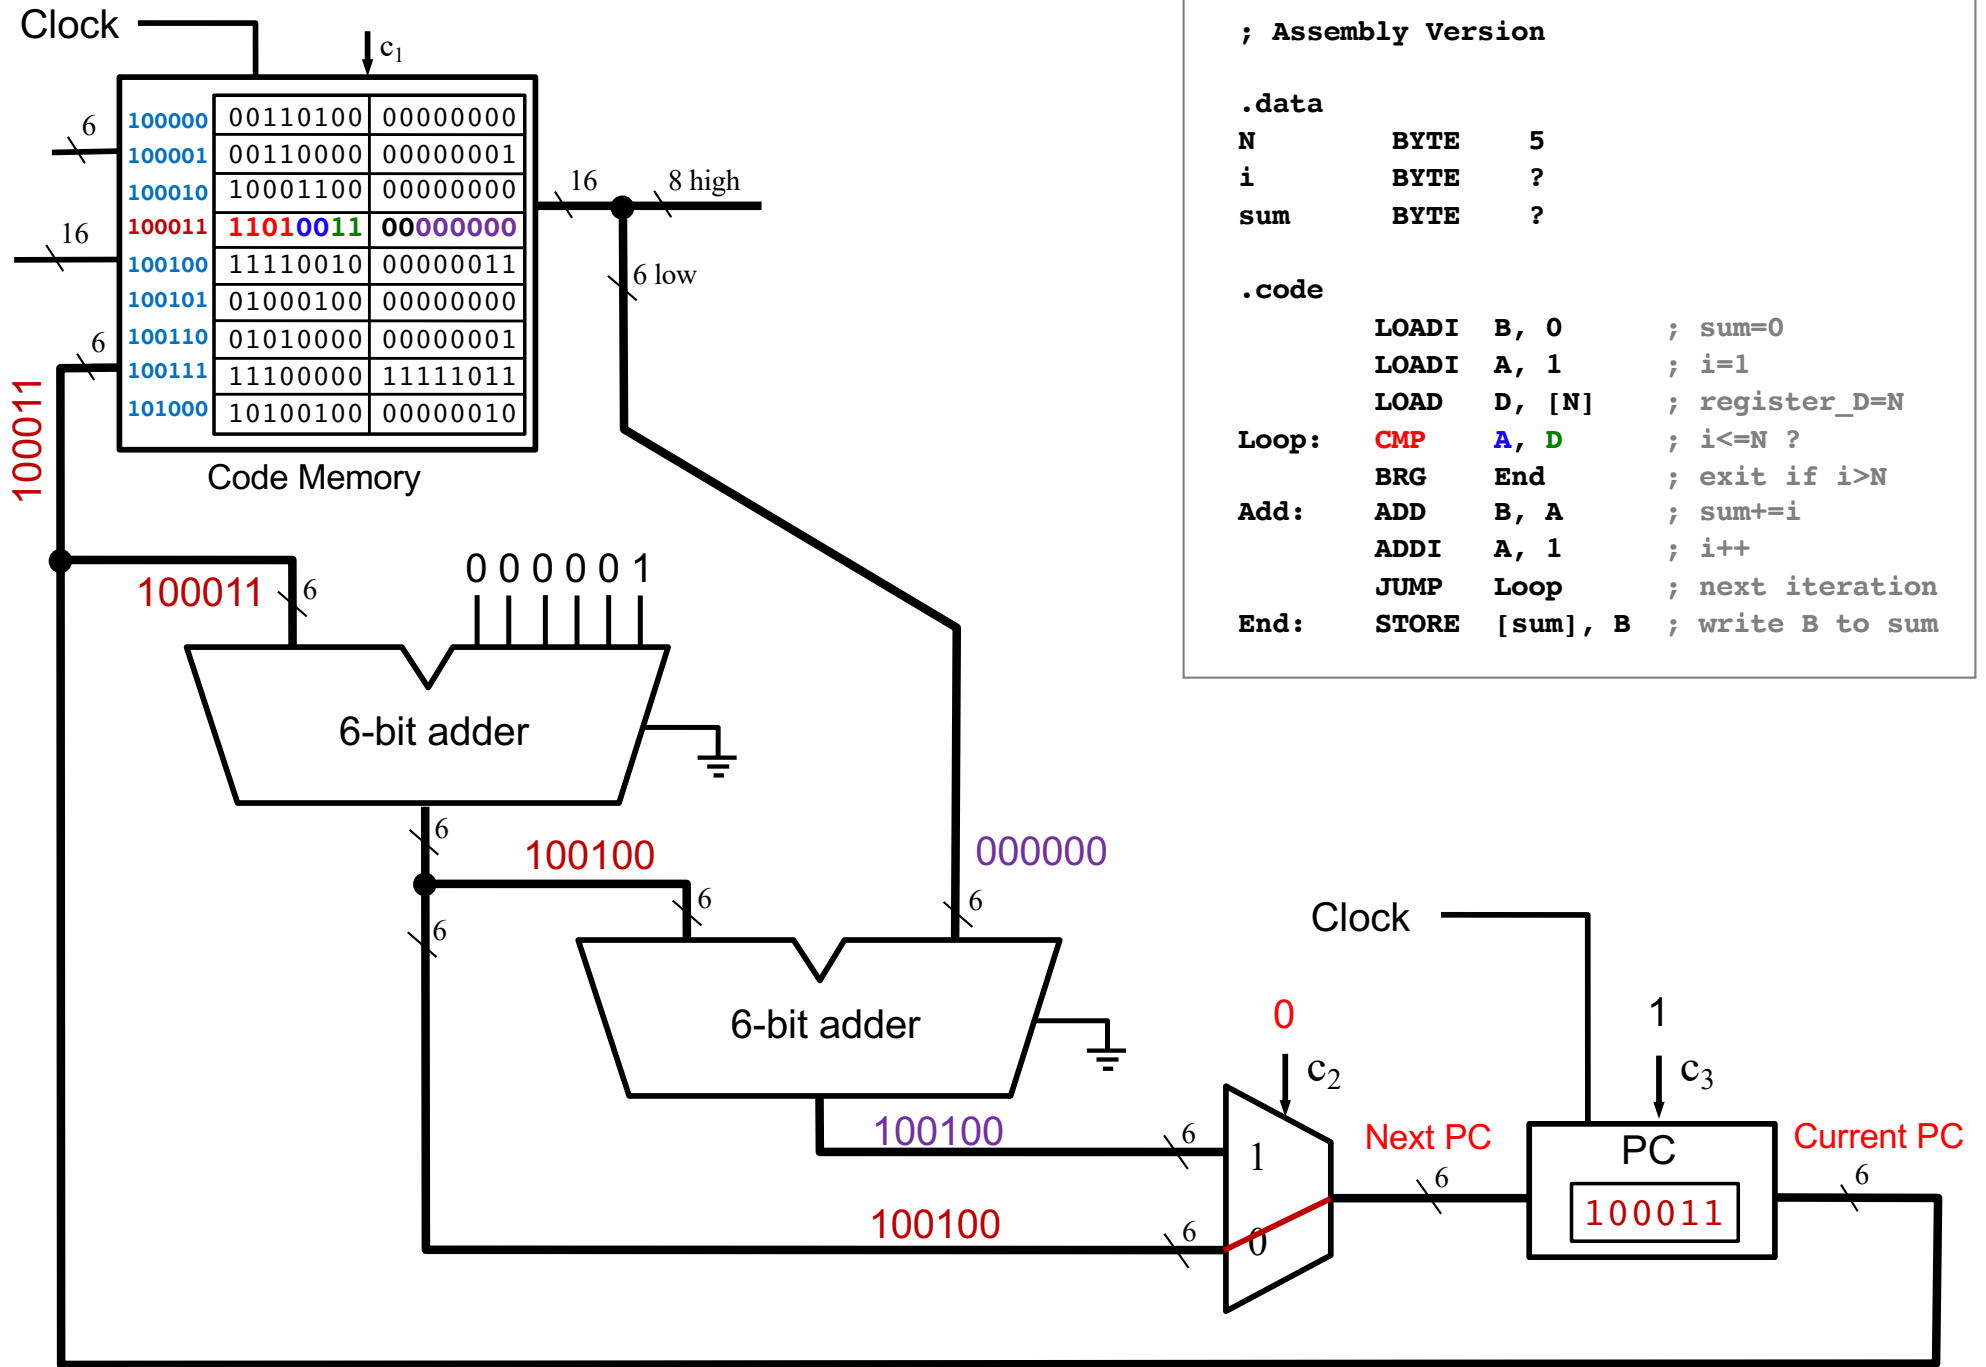 Clock
c1
6
16
6
100000 00110100 00000000
100001 00110000 00000001
100010 10001100 00000000
100011 11010011 00000000
100100 11110010 00000011
100101 01000100 00000000
100110 01010000 00000001
100111 11100000 11111011
101000 10100100 00000010
Code Memory
16
8 high
6 low
100011
; Assembly Version
.data
N BYTE 5
i BYTE ?
sum BYTE ?
.code
LOADI B, 0 ; sum=0
LOADI A, 1 ; i=1
LOAD D, [N] ; register_D=N
Loop: CMP A, D ; i<=N ?
BRG End ; exit if i>N
Add: ADD B, A ; sum+=i
ADDI A, 1 ; i++
JUMP Loop ; next iteration
End: STORE [sum], B ; write B to sum
100011
6
0 0 0 0 0 1
6-bit adder
6
100100
6
6
000000
6
6-bit adder
100100
6
100100
6
0
c2
1
0
Next PC
6
Clock
1
c3
PC
100011
Current PC
6